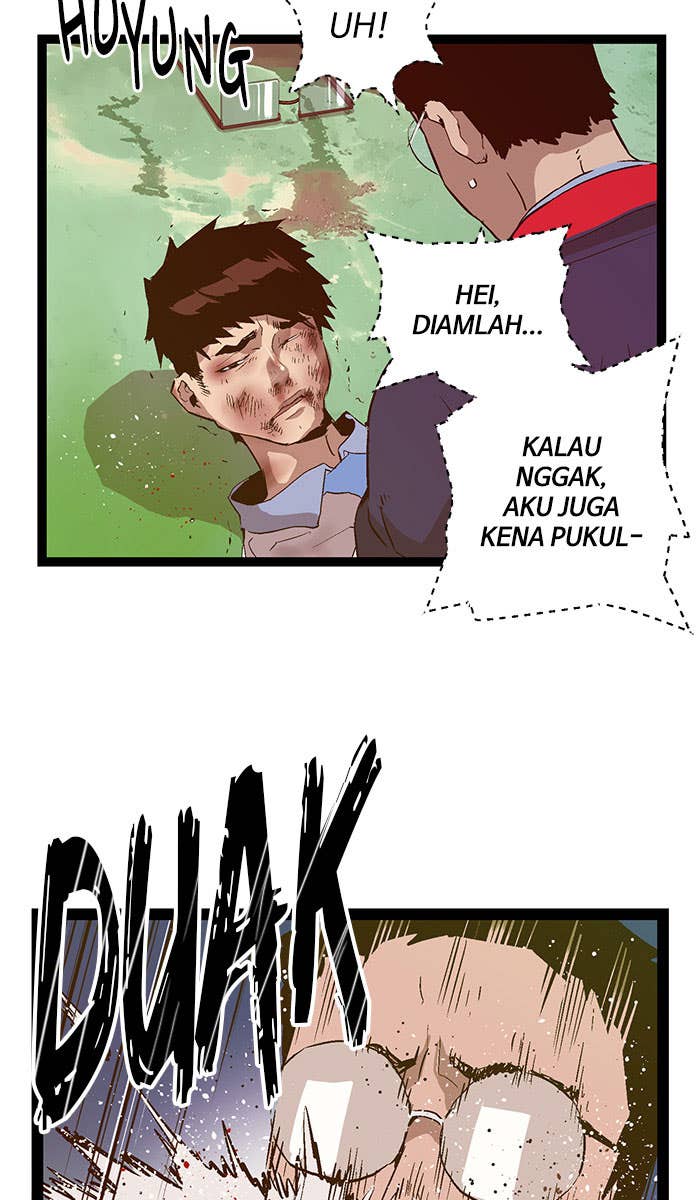 HUYUNG
UH!
HEI,
DIAMLAH...
KALAU
NGGAK,
AKU JUGA
KENA PUKUL-
DUAK